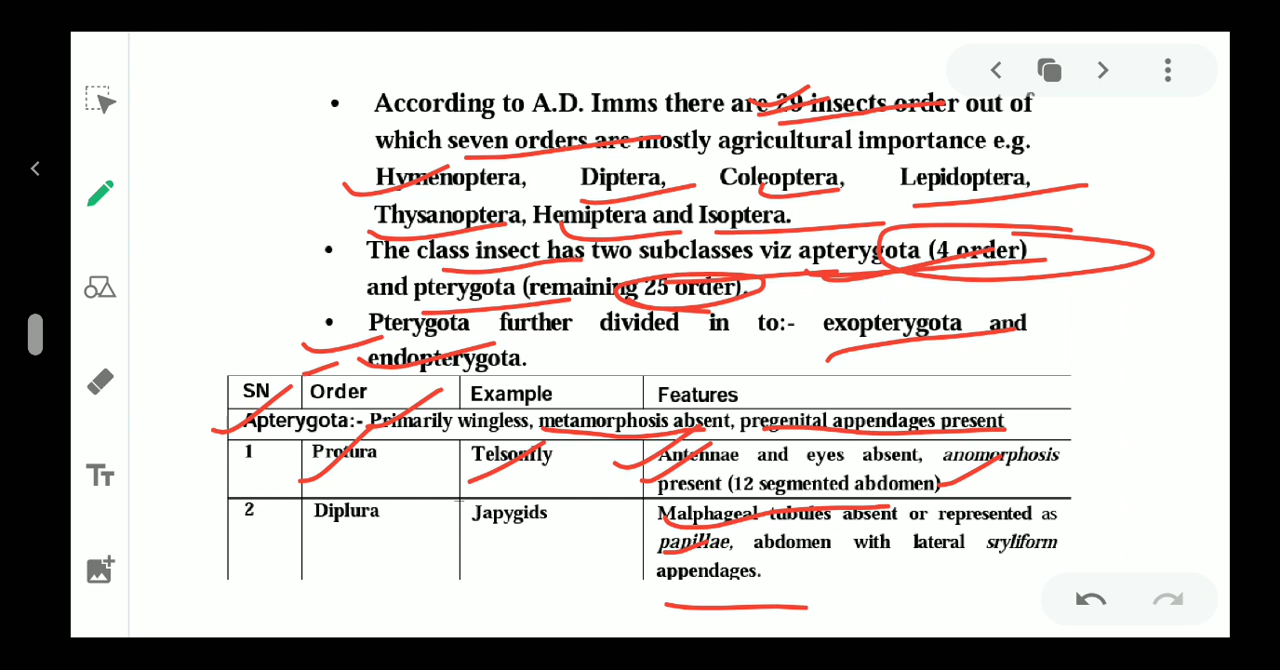 • According to A.D. Imms there are 29 insects order out of
which seven orders are mostly agricultural importance e.g.
Hymenoptera, Diptera, Coleoptera, Lepidoptera,
Thysanoptera, Hemiptera and Isoptera.
• The class insect has two subclasses viz apterygota (4 order)
and pterygota (remaining 25 order).
• Pterygota further divided in to:- exopterygota and
endopterygota.
SN Order Example Features
Apterygota:- Primarily wingless, metamorphosis absent, pregenital appendages present
1 Protura Telsontly Antennae and eyes absent, anomorphosis
present (12 segmented abdomen)
2 Diplura Japygids Malphageal tubules absent or represented as
papillae, abdomen with lateral sryliform
appendages.
Tт